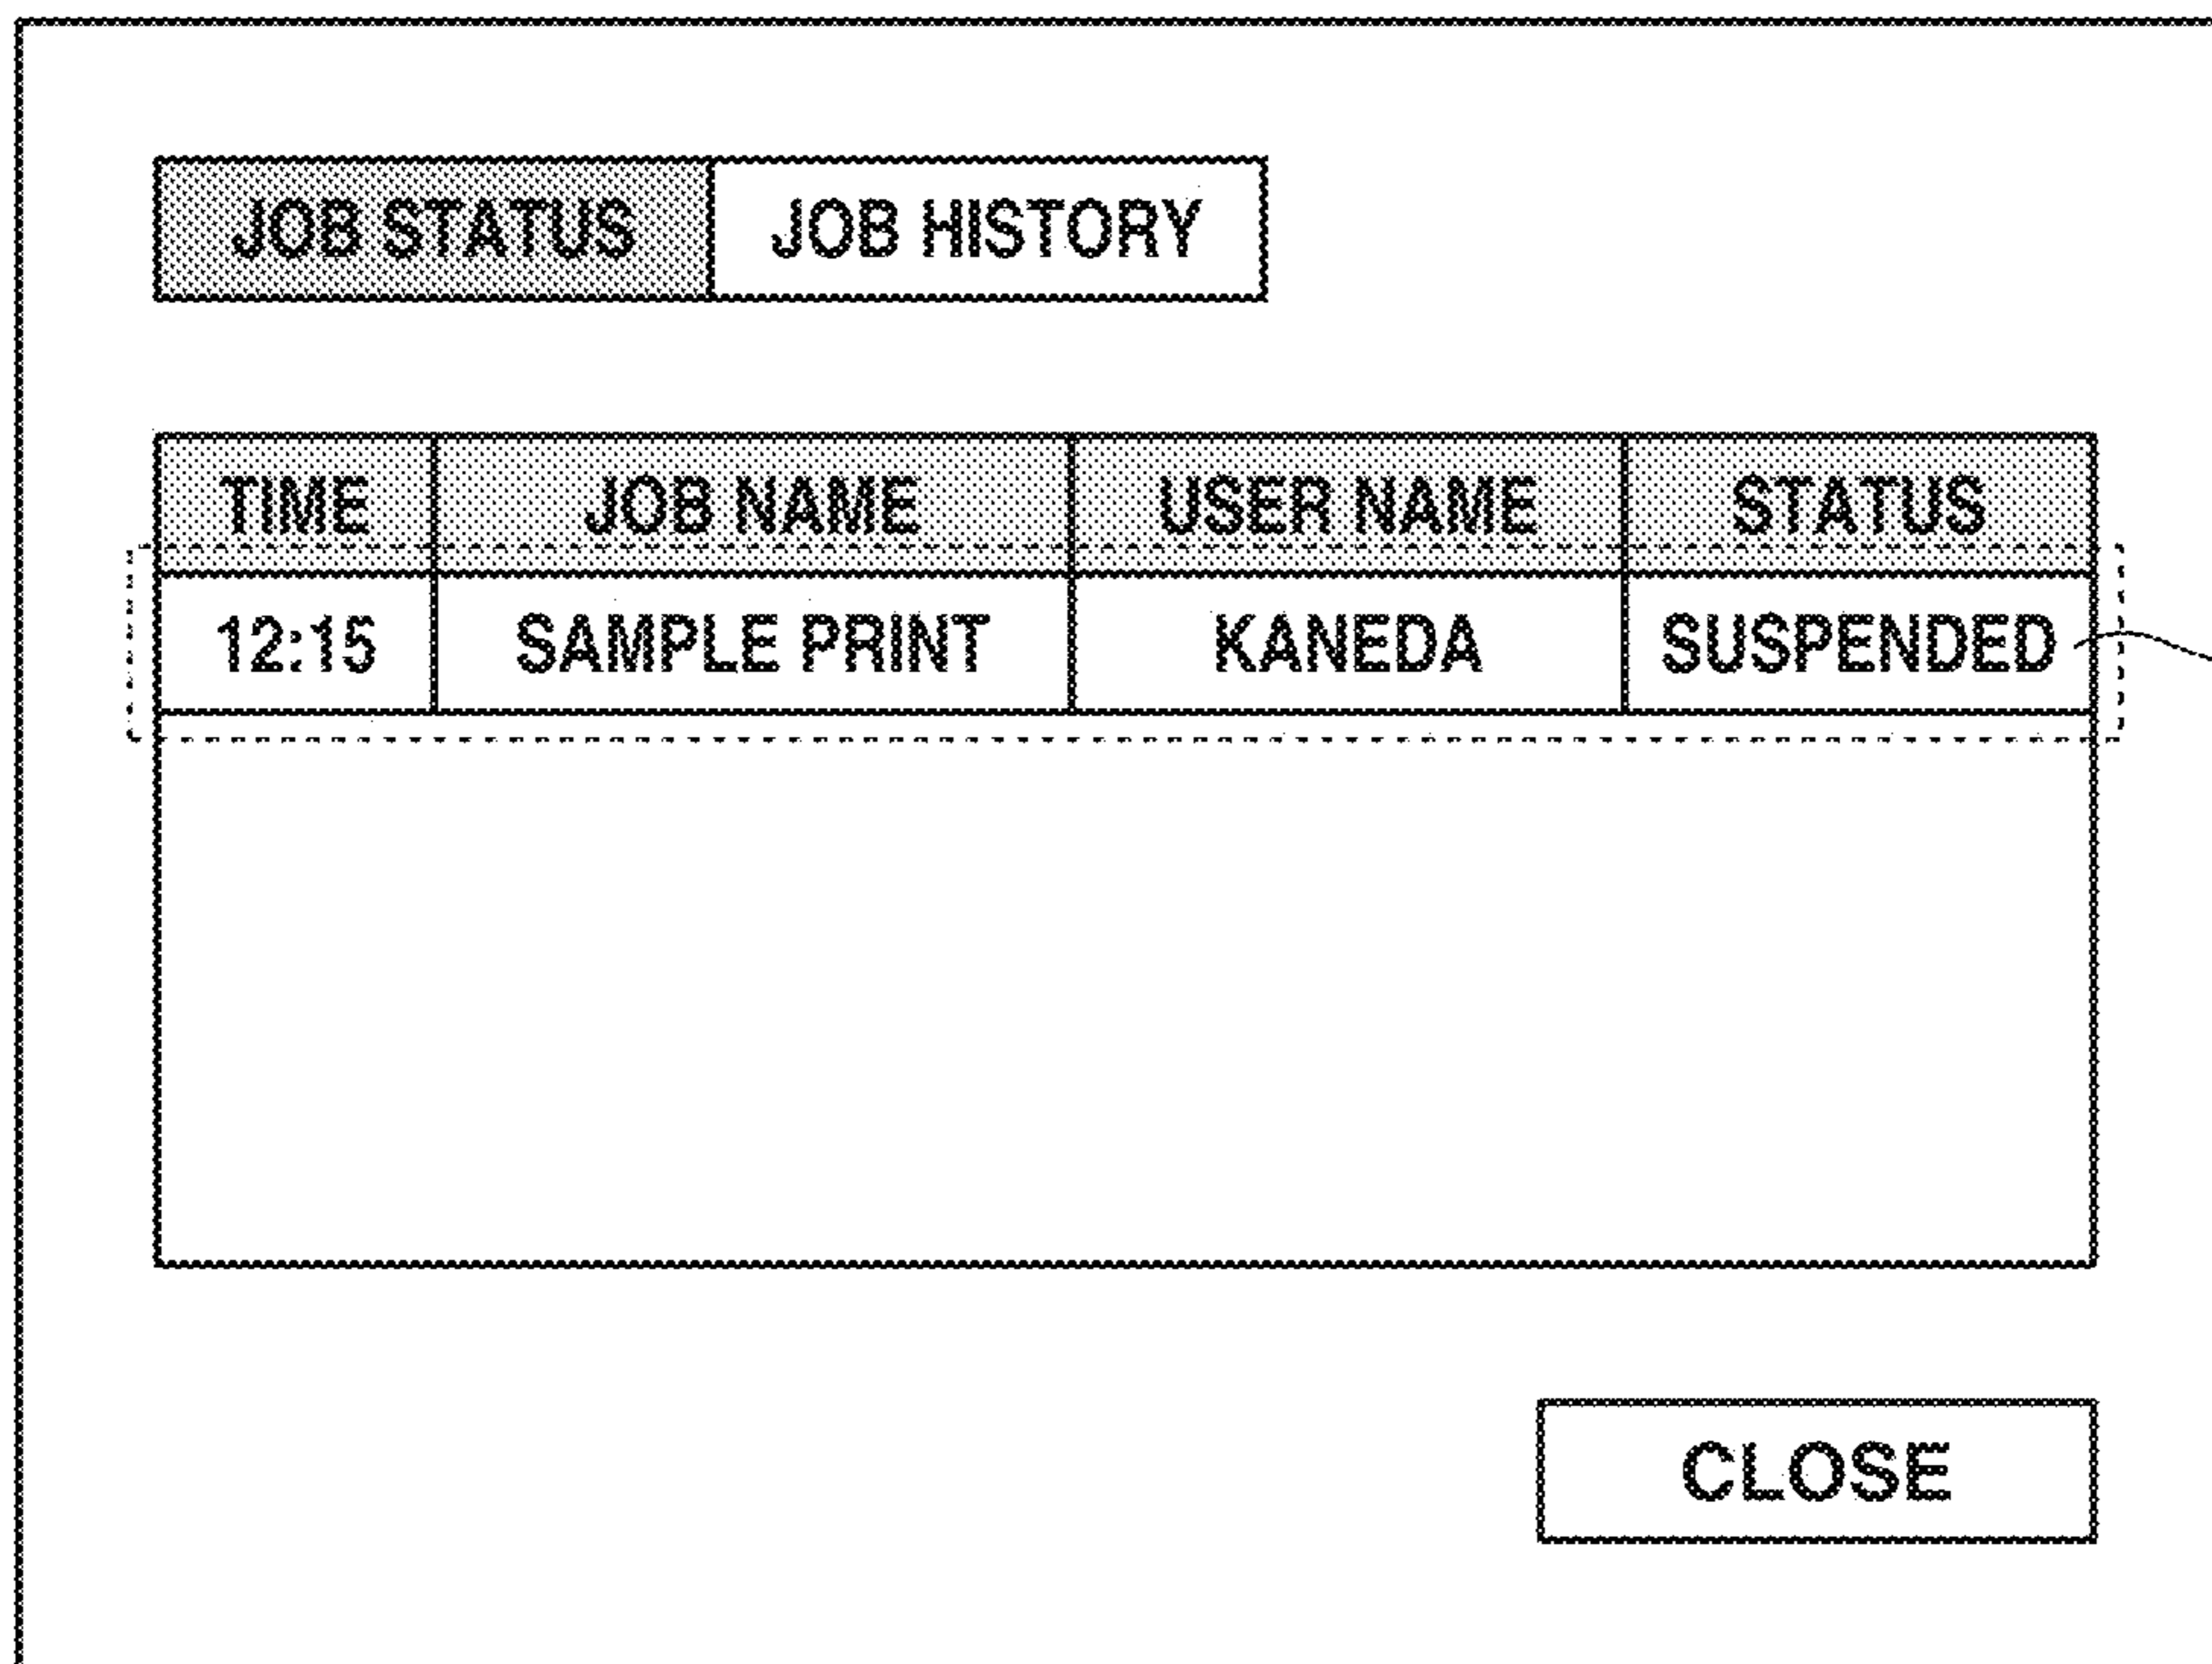 JOB STATUS JOB HISTORY
TIME JOB NAME USER NAME STATUS
12:15 SAMPLE PRINT KANEDA SUSPENDED
CLOSE